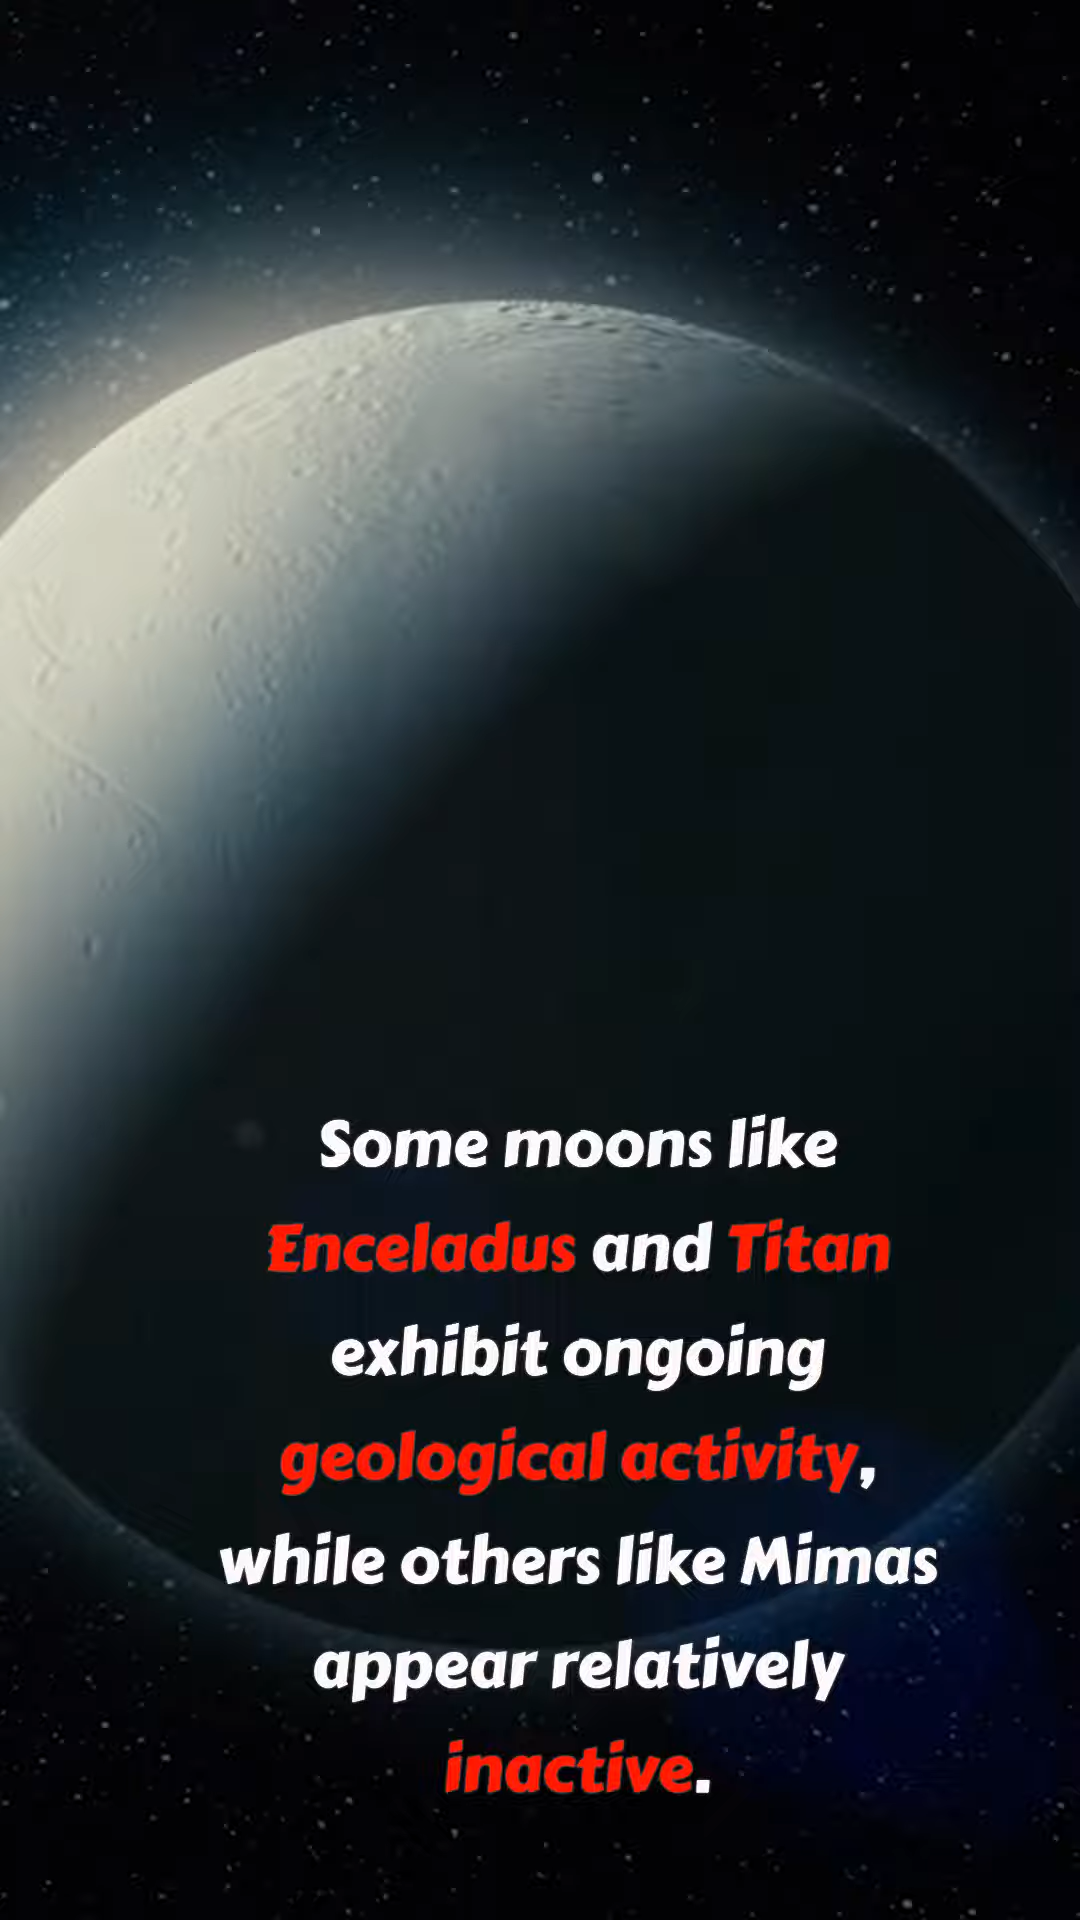 Some moons like
Enceladus and Titan
exhibit ongoing
geological activity,
while others like Mimas
appear relatively
inactive.